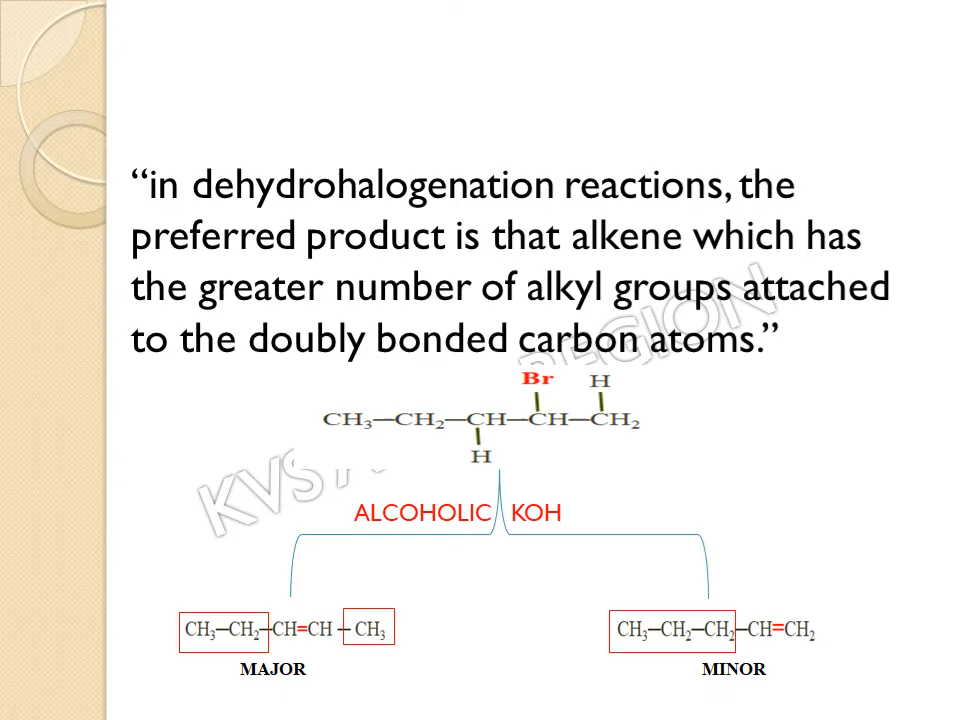 “in dehydrohalogenation reactions, the
preferred product is that alkene which has
the greater number of alkyl groups attached
to the doubly bonded carbon atoms.”
REGION
Br H
CH₃—CH₂—CH—CH—CH₂
H
KVS
ALCOHOLIC KOH
CH₃—CH₂—CH=CH—CH₃ CH₃—CH₂—CH₂—CH=CH₂
MAJOR MINOR